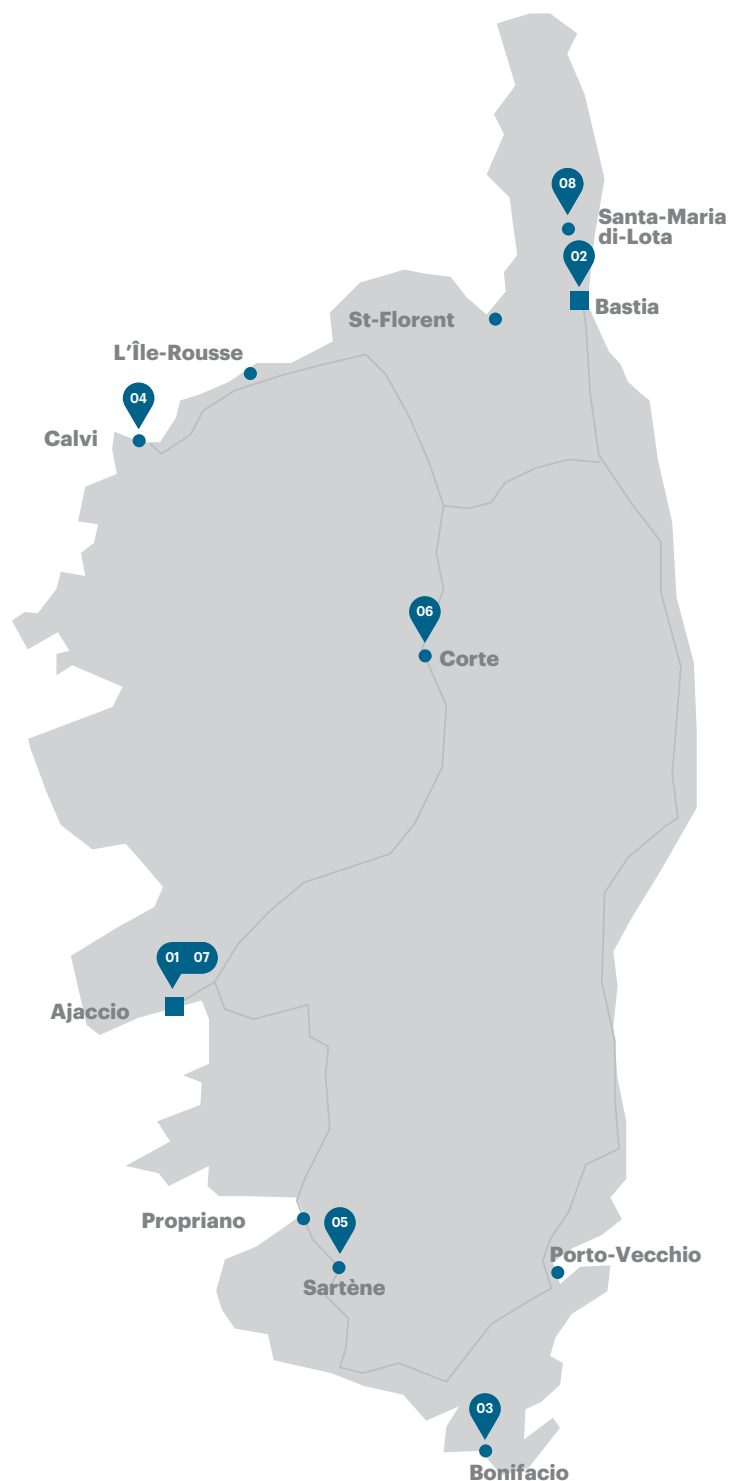 08
Santa-Maria
di-Lota
02
Bastia
St-Florent
L’Île-Rousse
04
Calvi
06
Corte
01 07
Ajaccio
Propriano
05
Sartène
Porto-Vecchio
03
Bonifacio